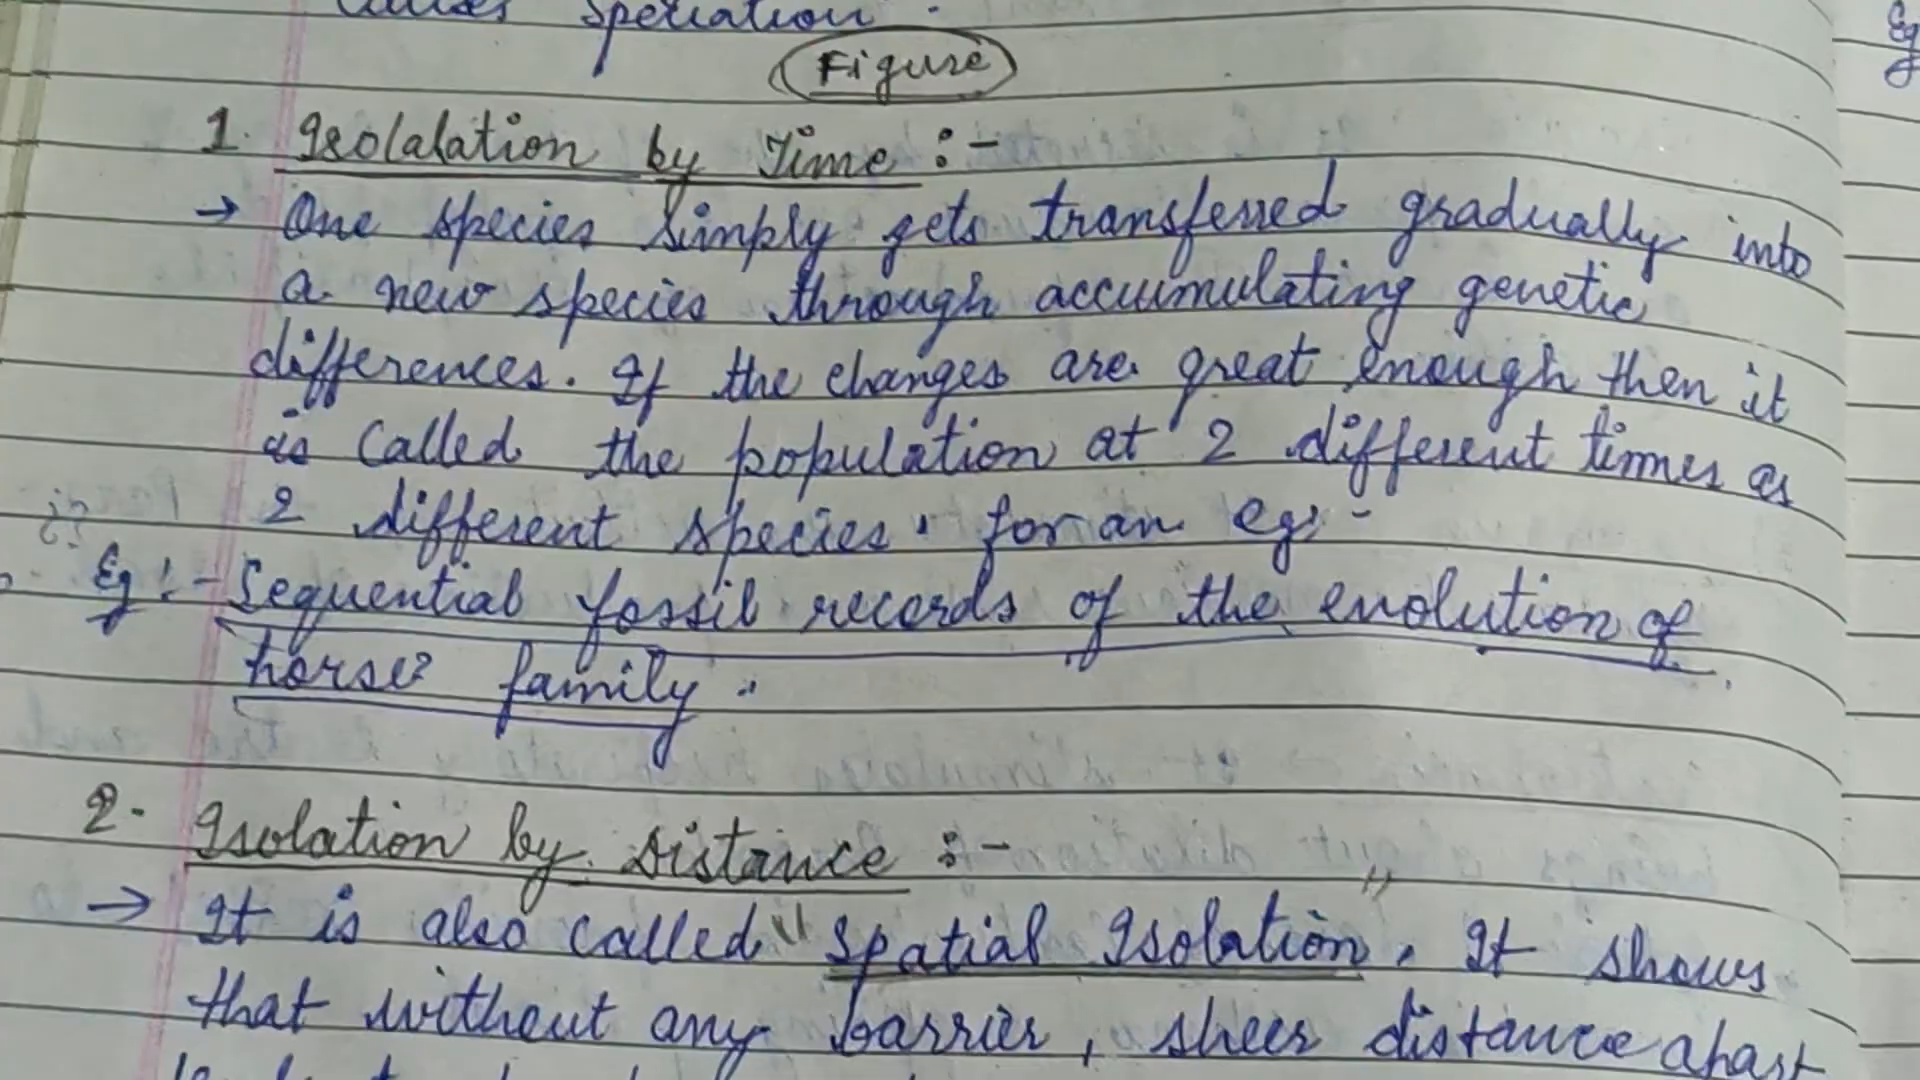 causes speciation.
Figure
1. Isolalation by Time :-
→ One species simply gets transferred gradually into
a new species through accumulating genetic
differences. If the changes are great enough then it
is called the population at 2 different times as
2 different species. for an eg:-
Eg:- Sequential fossil records of the evolution of
horse family.
2. Isolation by Distance :-
→ It is also called "Spatial Isolation". It shows
that without any barrier, sheer distance apart
Eg